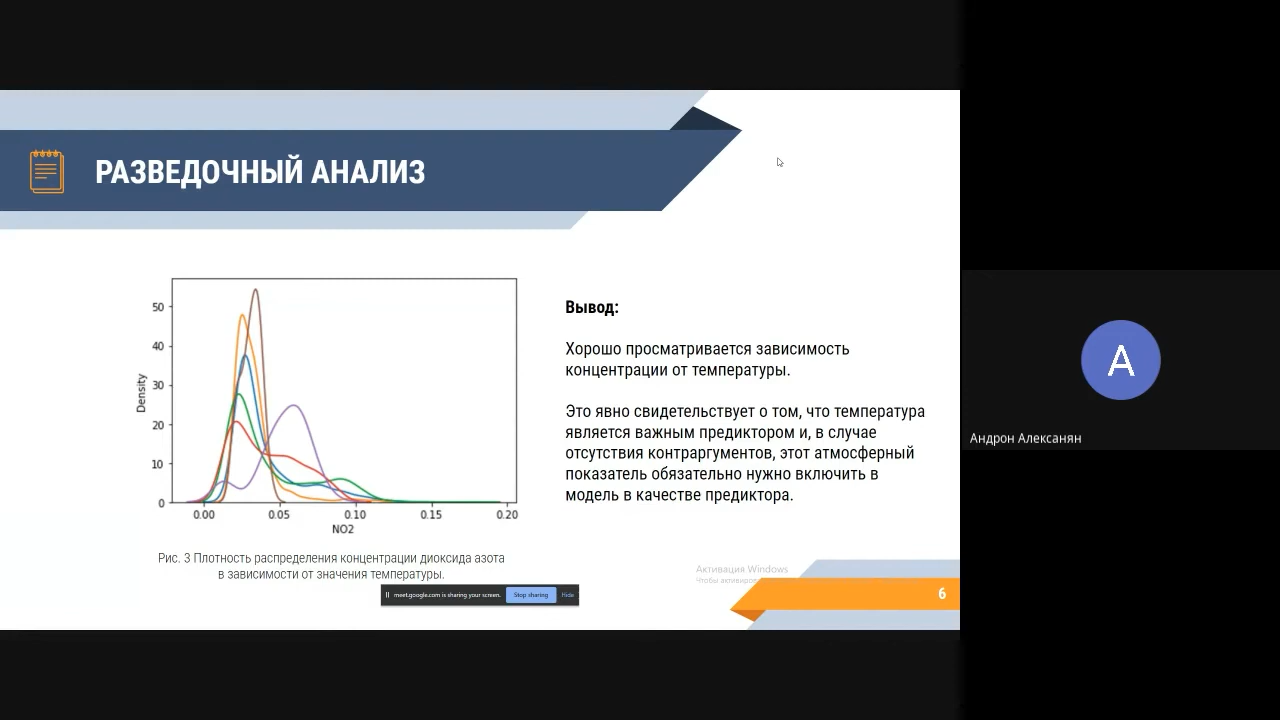 РАЗВЕДОЧНЫЙ АНАЛИЗ
50
40
30
20
10
0
Density
0.00 0.05 0.10 0.15 0.20
NO2
Рис. 3 Плотность распределения концентрации диоксида азота
в зависимости от значения температуры.
Вывод:
Хорошо просматривается зависимость
концентрации от температуры.
Это явно свидетельствует о том, что температура
является важным предиктором и, в случае
отсутствия контраргументов, этот атмосферный
показатель обязательно нужно включить в
модель в качестве предиктора.
Активация Windows
Чтобы
meet.google.com is sharing your screen. Stop sharing Hide
6
А
Андрон Алексанян